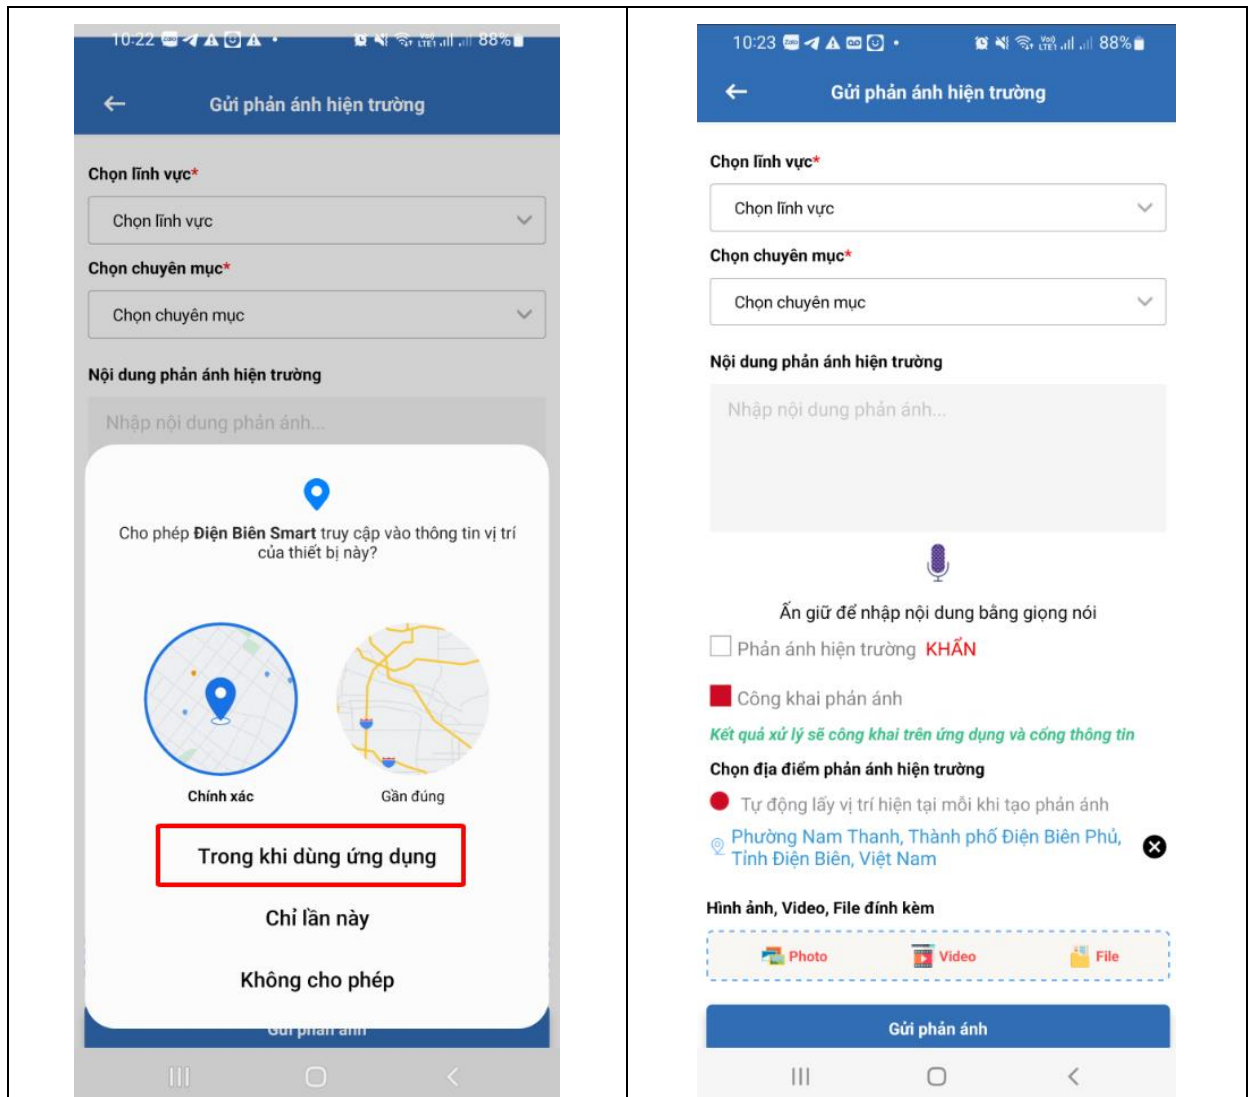 10:22
88%
Gửi phản ánh hiện trường
Chọn lĩnh vực*
Chọn lĩnh vực
Chọn chuyên mục*
Chọn chuyên mục
Nội dung phản ánh hiện trường
Nhập nội dung phản ánh...
Cho phép Điện Biên Smart truy cập vào thông tin vị trí
của thiết bị này?
Chính xác
Gần đúng
Trong khi dùng ứng dụng
Chỉ lần này
Không cho phép
Gửi phản ánh
10:23
88%
Gửi phản ánh hiện trường
Chọn lĩnh vực*
Chọn lĩnh vực
Chọn chuyên mục*
Chọn chuyên mục
Nội dung phản ánh hiện trường
Nhập nội dung phản ánh...
Ấn giữ để nhập nội dung bằng giọng nói
Phản ánh hiện trường KHẨN
Công khai phản ánh
Kết quả xử lý sẽ công khai trên ứng dụng và cổng thông tin
Chọn địa điểm phản ánh hiện trường
Tự động lấy vị trí hiện tại mỗi khi tạo phản ánh
Phường Nam Thanh, Thành phố Điện Biên Phủ,
Tỉnh Điện Biên, Việt Nam
Hình ảnh, Video, File đính kèm
Photo
Video
File
Gửi phản ánh